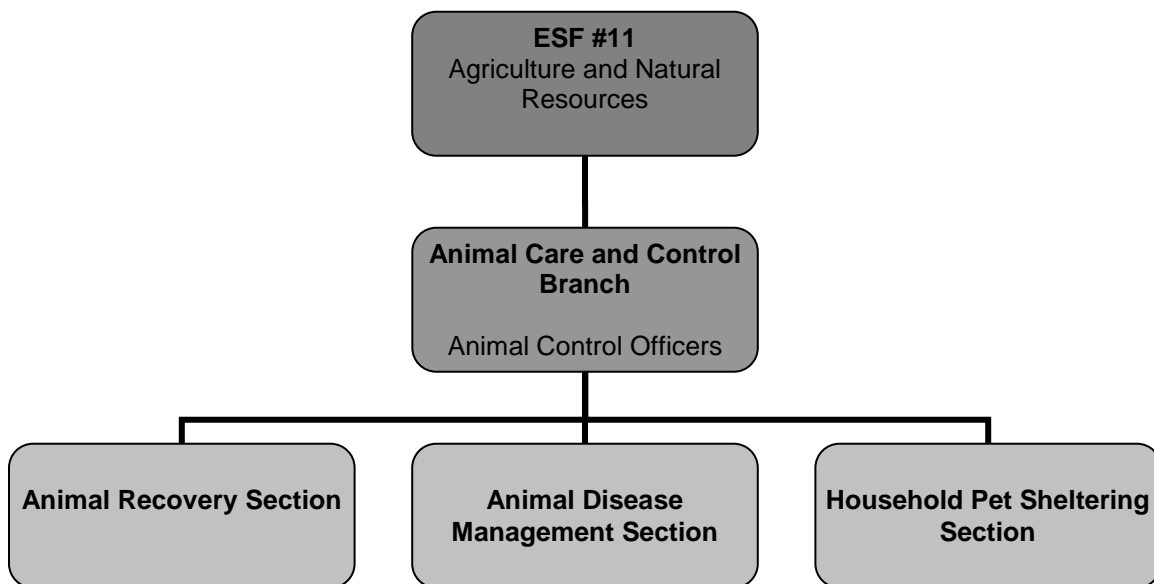 ESF #11
Agriculture and Natural
Resources
Animal Care and Control
Branch
Animal Control Officers
Animal Recovery Section
Animal Disease
Management Section
Household Pet Sheltering
Section